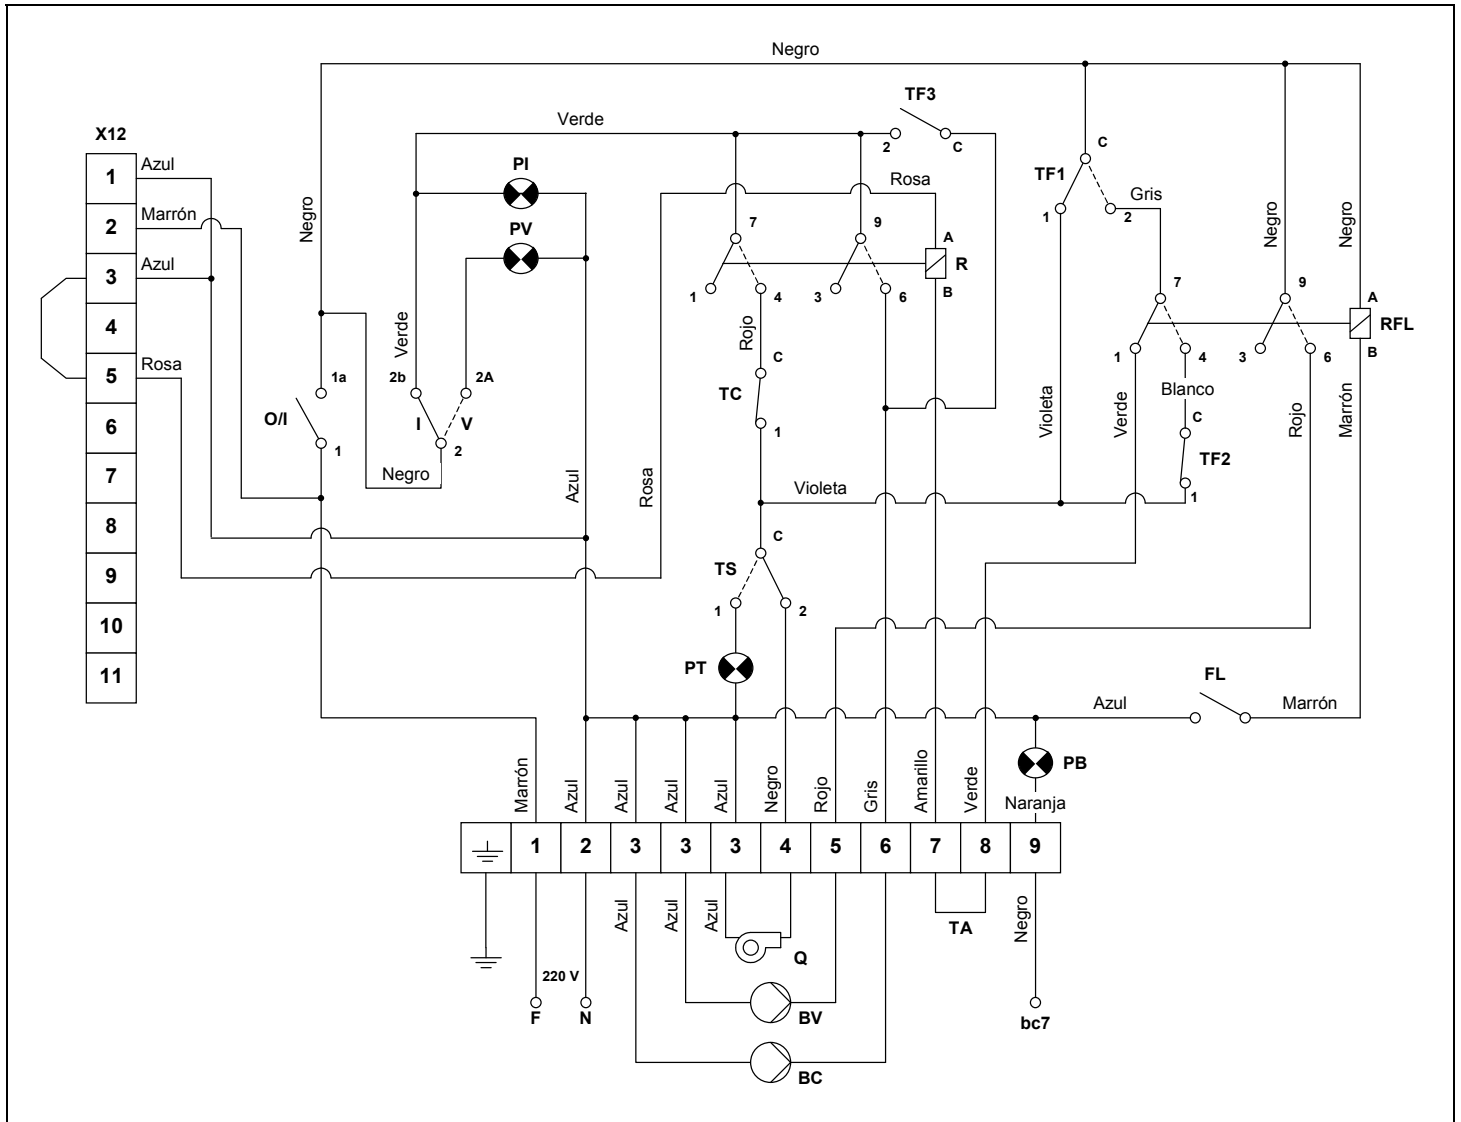 Negro
TF3
Verde
2
C
X12
1
Azul
PI
Rosa
C
TF1
Gris
1
2
2
Marrón
Negro
PV
7
9
A
R
B
Negro
Negro
3
Azul
1
4
3
6
7
9
A
RFL
B
4
Verde
Rojo
1
4
3
6
5
Rosa
1a
2b
2A
C
TC
1
Blanco
C
TF2
1
Violeta
Verde
Rojo
Marrón
O/I
I
V
6
1
2
Negro
7
Azul
Rosa
Violeta
8
C
9
TS
1
2
10
11
PT
FL
Azul
Marrón
PB
Marrón
Azul
Azul
Azul
Azul
Negro
Rojo
Gris
Amarillo
Verde
Naranja
1
2
3
3
3
4
5
6
7
8
9
Azul
Azul
Azul
TA
Negro
Q
220 V
F
N
BV
bc7
BC